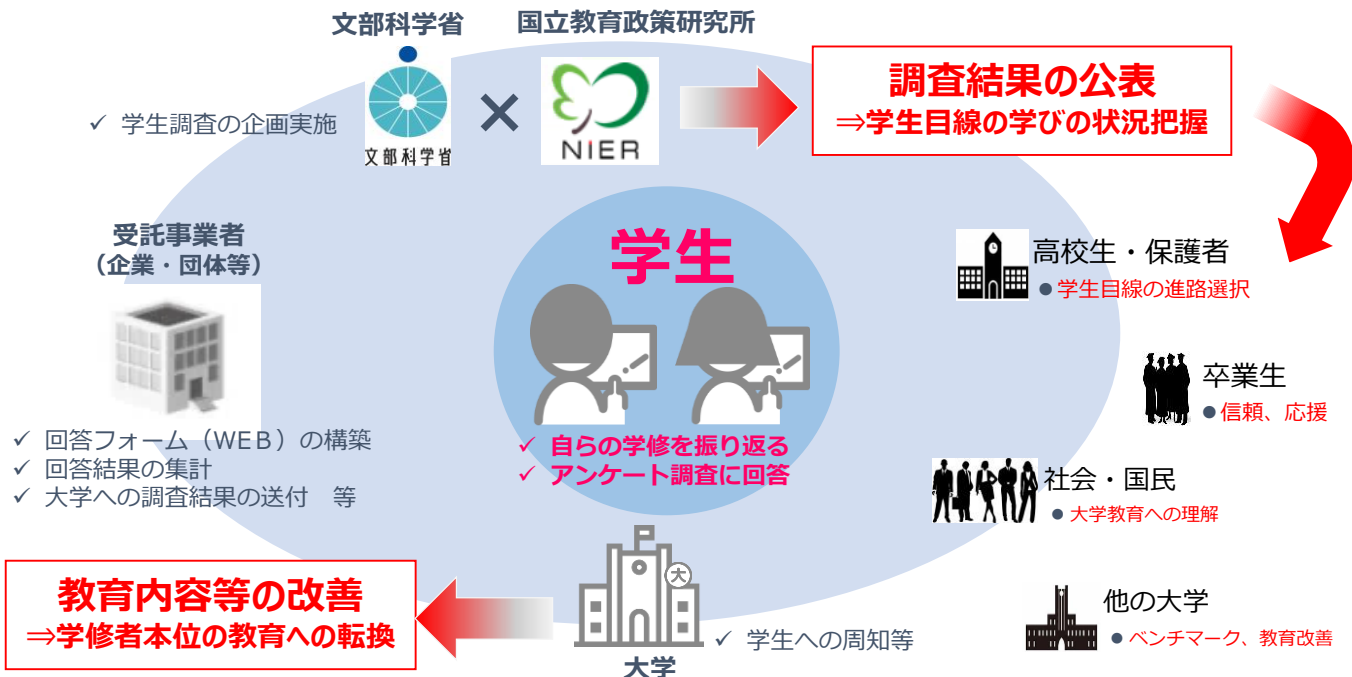 文部科学省
国立教育政策研究所
✓ 学生調査の企画実施
文部科学省
×
NIER
調査結果の公表
⇒学生目線の学びの状況把握
受託事業者
（企業・団体等）
✓ 回答フォーム（WEB）の構築
✓ 回答結果の集計
✓ 大学への調査結果の送付　等
学生
✓ 自らの学修を振り返る
✓ アンケート調査に回答
高校生・保護者
● 学生目線の進路選択
卒業生
● 信頼、応援
社会・国民
● 大学教育への理解
他の大学
● ベンチマーク、教育改善
教育内容等の改善
⇒学修者本位の教育への転換
大
大学
✓ 学生への周知等